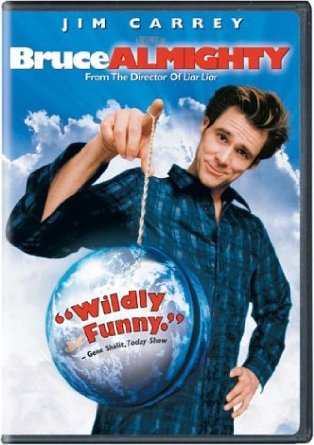 JIM CARREY
Bruce ALMIGHTY
From The Director Of Liar Liar
“Wildly
Funny.”
– Gene Shalit, Today Show